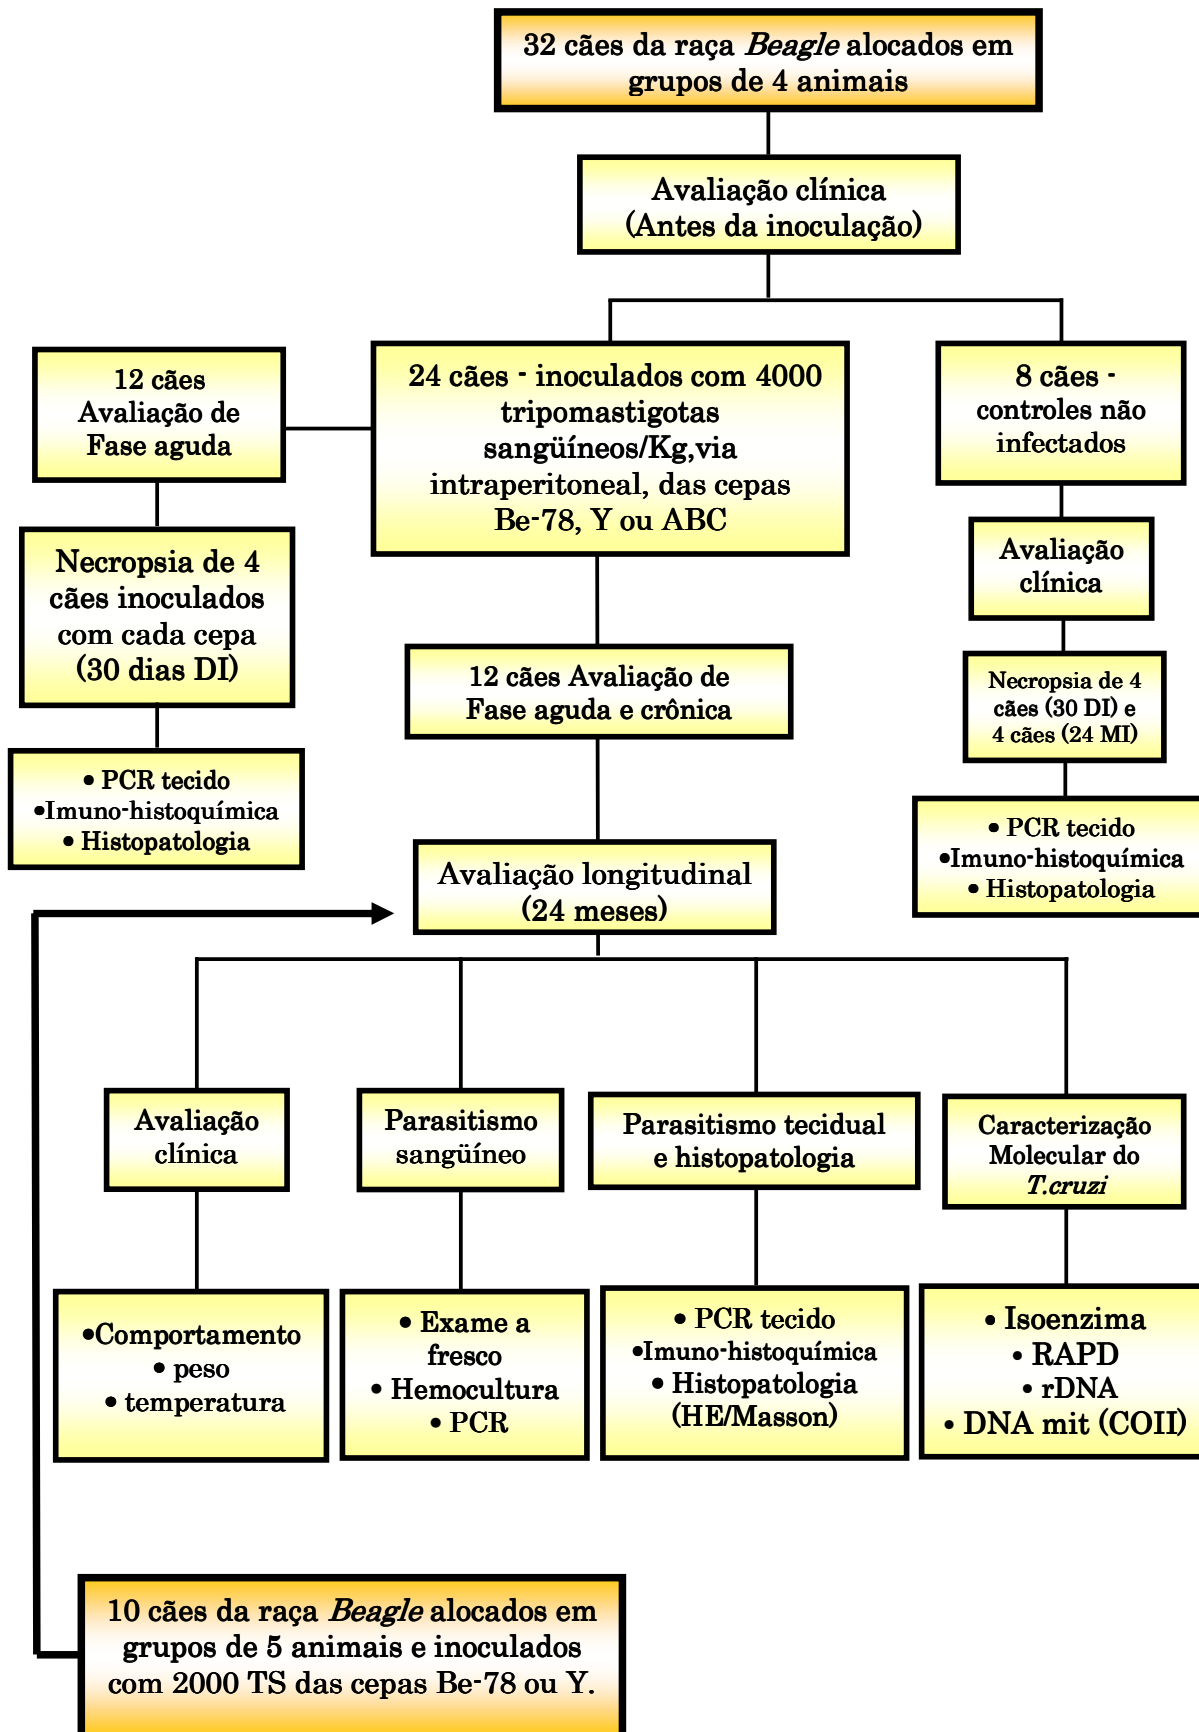 32 cães da raça Beagle alocados em
grupos de 4 animais
Avaliação clínica
(Antes da inoculação)
12 cães
Avaliação de
Fase aguda
24 cães - inoculados com 4000
tripomastigotas
sangüíneos/Kg,via
intraperitoneal, das cepas
Be-78, Y ou ABC
8 cães -
controles não
infectados
Necropsia de 4
cães inoculados
com cada cepa
(30 dias DI)
Avaliação
clínica
12 cães Avaliação de
Fase aguda e crônica
Necropsia de 4
cães (30 DI) e
4 cães (24 MI)
• PCR tecido
•Imuno-histoquímica
• Histopatologia
• PCR tecido
•Imuno-histoquímica
• Histopatologia
Avaliação longitudinal
(24 meses)
Avaliação
clínica
Parasitismo
sangüíneo
Parasitismo tecidual
e histopatologia
Caracterização
Molecular do
T.cruzi
•Comportamento
• peso
• temperatura
• Exame a
fresco
• Hemocultura
• PCR
• PCR tecido
•Imuno-histoquímica
• Histopatologia
(HE/Masson)
• Isoenzima
• RAPD
• rDNA
• DNA mit (COII)
10 cães da raça Beagle alocados em
grupos de 5 animais e inoculados
com 2000 TS das cepas Be-78 ou Y.